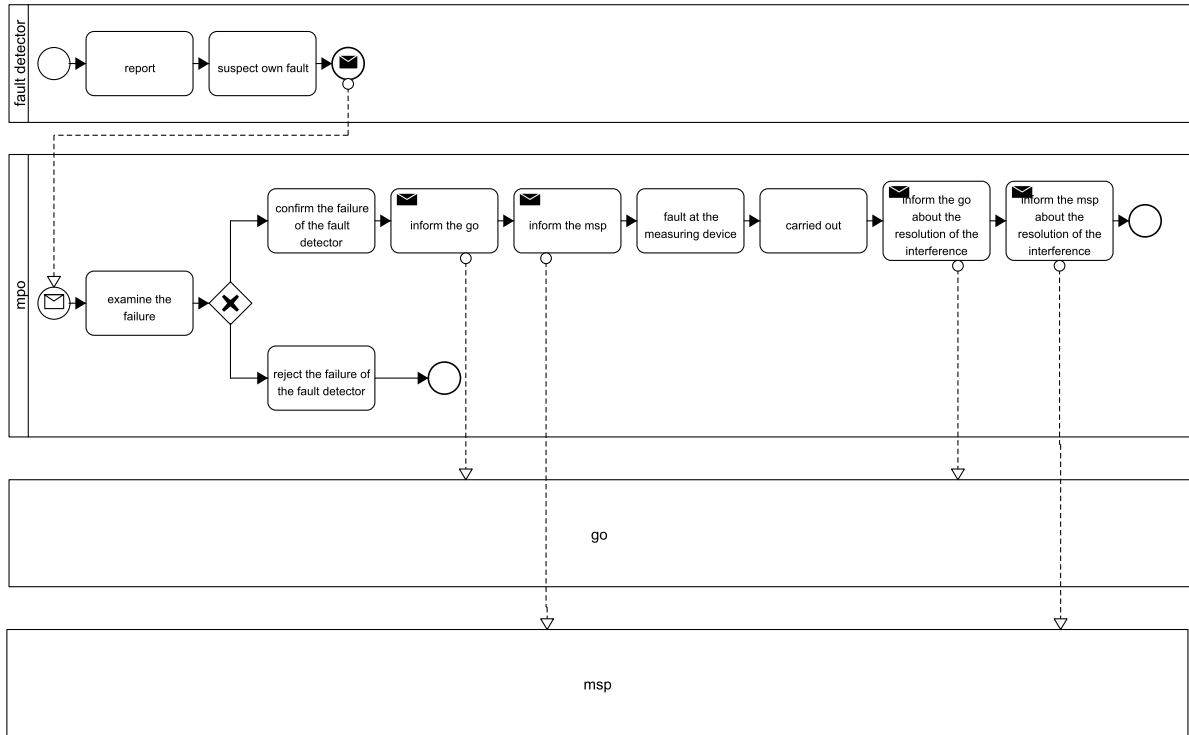 fault detector
report
suspect own fault
mpo
examine the
failure
confirm the failure
of the fault
detector
inform the go
inform the msp
fault at the
measuring device
carried out
inform the go
about the
resolution of the
interference
inform the msp
about the
resolution of the
interference
reject the failure of
the fault detector
go
msp